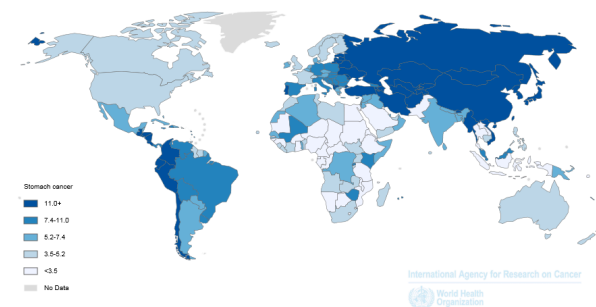 Stomach cancer
11.0+
7.4-11.0
5.2-7.4
3.5-5.2
<3.5
No Data
International Agency for Research on Cancer
World Health
Organization